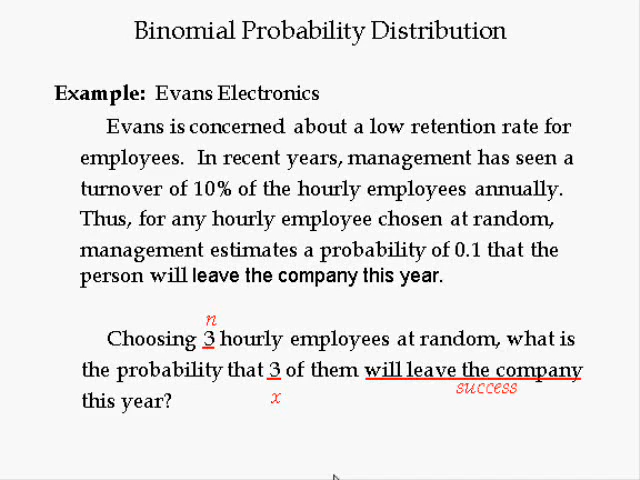 Binomial Probability Distribution
Example: Evans Electronics
Evans is concerned about a low retention rate for
employees. In recent years, management has seen a
turnover of 10% of the hourly employees annually.
Thus, for any hourly employee chosen at random,
management estimates a probability of 0.1 that the
person will leave the company this year.
n
Choosing 3 hourly employees at random, what is
the probability that 3 of them will leave the company
success
x
this year?